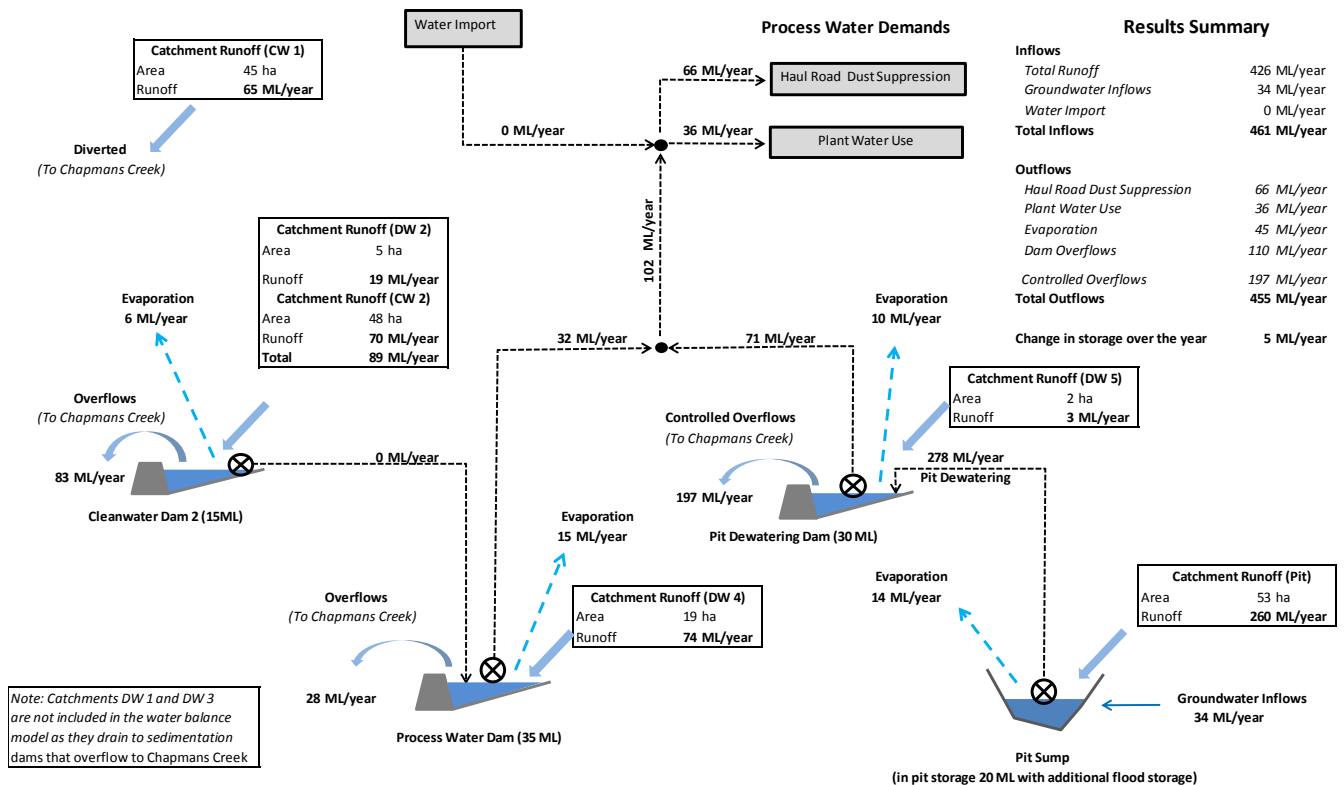 Water Import
Process Water Demands
Results Summary
Catchment Runoff (CW 1)
Area 45 ha
Runoff 65 ML/year
Diverted
(To Chapmans Creek)
0 ML/year
66 ML/year
Haul Road Dust Suppression
36 ML/year
Plant Water Use
102 ML/year
Inflows
Total Runoff 426 ML/year
Groundwater Inflows 34 ML/year
Water Import 0 ML/year
Total Inflows 461 ML/year
Outflows
Haul Road Dust Suppression 66 ML/year
Plant Water Use 36 ML/year
Evaporation 45 ML/year
Dam Overflows 110 ML/year
Controlled Overflows 197 ML/year
Total Outflows 455 ML/year
Change in storage over the year 5 ML/year
Catchment Runoff (DW 2)
Area 5 ha
Runoff 19 ML/year
Catchment Runoff (CW 2)
Area 48 ha
Runoff 70 ML/year
Total 89 ML/year
Evaporation
6 ML/year
Overflows
(To Chapmans Creek)
83 ML/year
Cleanwater Dam 2 (15ML)
0 ML/year
32 ML/year
71 ML/year
Evaporation
10 ML/year
Catchment Runoff (DW 5)
Area 2 ha
Runoff 3 ML/year
Controlled Overflows
(To Chapmans Creek)
197 ML/year
278 ML/year
Pit Dewatering
Pit Dewatering Dam (30 ML)
Evaporation
15 ML/year
Overflows
(To Chapmans Creek)
28 ML/year
Catchment Runoff (DW 4)
Area 19 ha
Runoff 74 ML/year
Process Water Dam (35 ML)
Evaporation
14 ML/year
Catchment Runoff (Pit)
Area 53 ha
Runoff 260 ML/year
Groundwater Inflows
34 ML/year
Pit Sump
(in pit storage 20 ML with additional flood storage)
Note: Catchments DW 1 and DW 3
are not included in the water balance
model as they drain to sedimentation
dams that overflow to Chapmans Creek